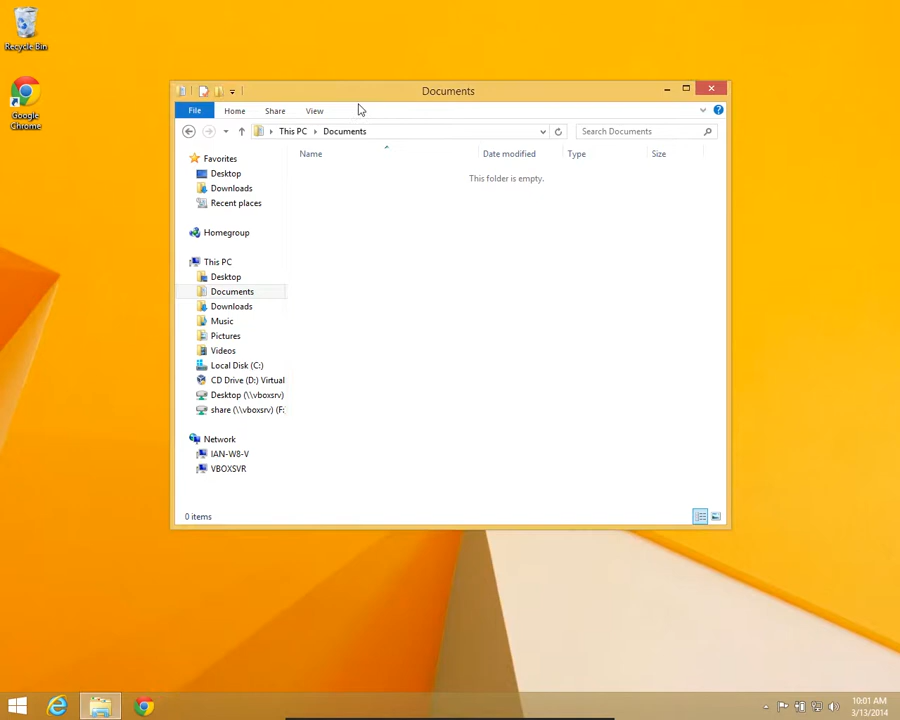 Recycle Bin
Google
Chrome
Documents
File Home Share View
This PC Documents
Search Documents
Name Date modified Type Size
This folder is empty.
Favorites
Desktop
Downloads
Recent places
Homegroup
This PC
Desktop
Documents
Downloads
Music
Pictures
Videos
Local Disk (C:)
CD Drive (D:) Virtual
Desktop (\\vboxsrv)
share (\\vboxsrv) (F:
Network
IAN-W8-V
VBOXSVR
0 items
10:01 AM
3/13/2014